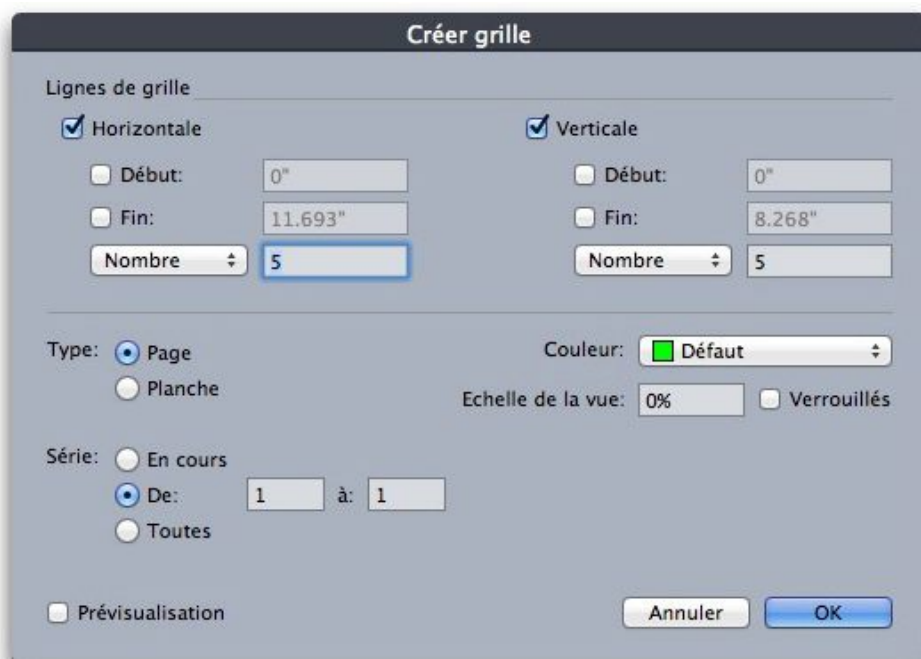 Créer grille
Lignes de grille
Horizontale
Verticale
Début: 0"
Début: 0"
Fin: 11.693"
Fin: 8.268"
Nombre 5
Nombre 5
Type: Page
Planche
Couleur: Défaut
Echelle de la vue: 0% Verrouillés
Série: En cours
De: 1 à: 1
Toutes
Prévisualisation
Annuler
OK